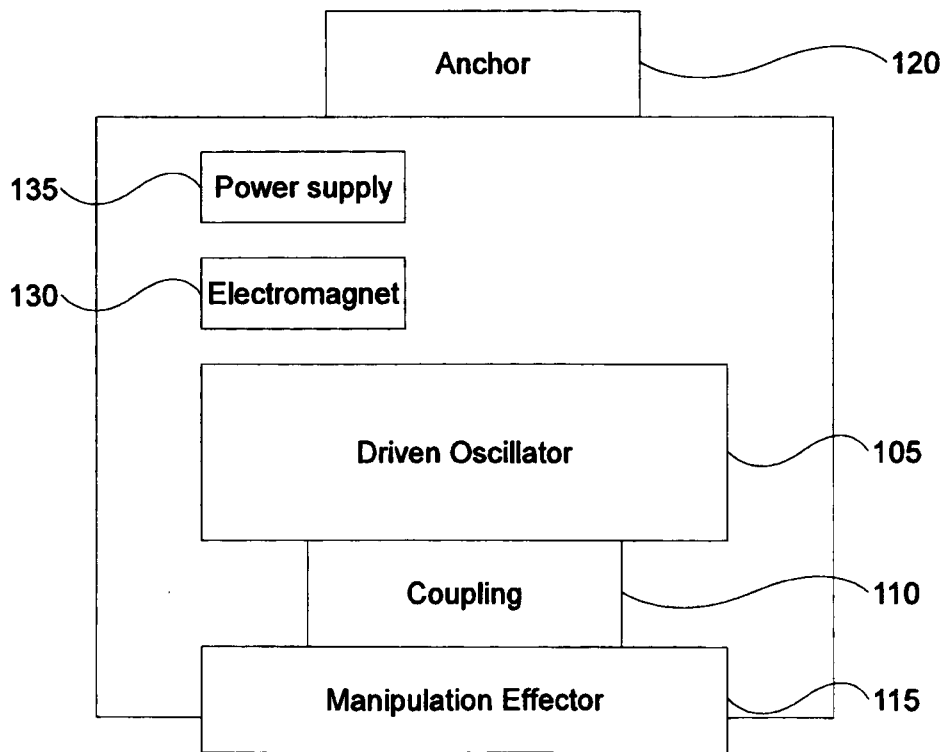 Anchor
120
135
Power supply
130
Electromagnet
Driven Oscillator
105
Coupling
110
Manipulation Effector
115